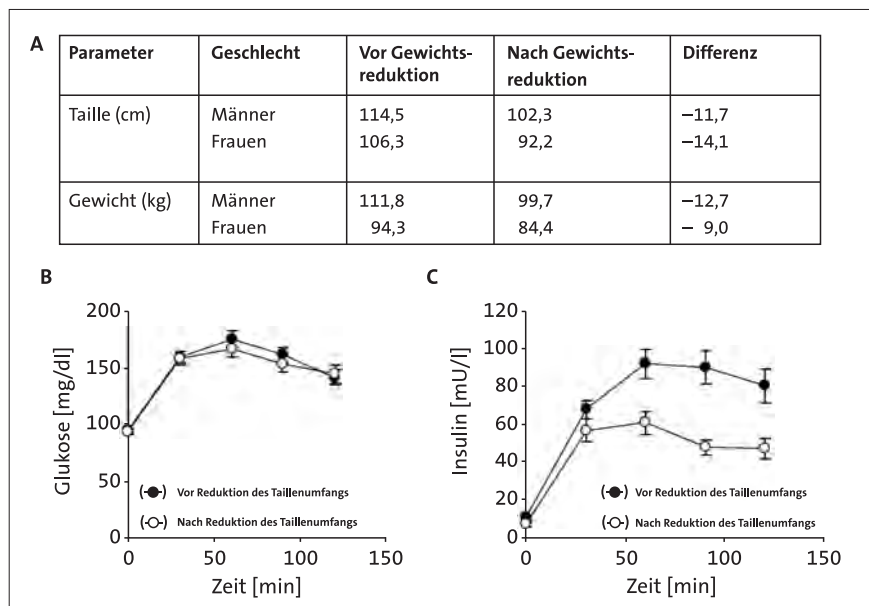 A
Parameter Geschlecht Vor Gewichts- Nach Gewichts- Differenz
reduktion reduktion
Taille (cm) Männer 114,5 102,3 –11,7
Frauen 106,3 92,2 –14,1
Gewicht (kg) Männer 111,8 99,7 –12,7
Frauen 94,3 84,4 – 9,0
B
Glukose [mg/dl]
200
150
100
50
0
0 50 100 150
Zeit [min]
(-●-) Vor Reduktion des Taillenumfangs
(-○-) Nach Reduktion des Taillenumfangs
C
Insulin [mU/l]
120
100
80
60
40
20
0
0 50 100 150
Zeit [min]
(-●-) Vor Reduktion des Taillenumfangs
(-○-) Nach Reduktion des Taillenumfangs